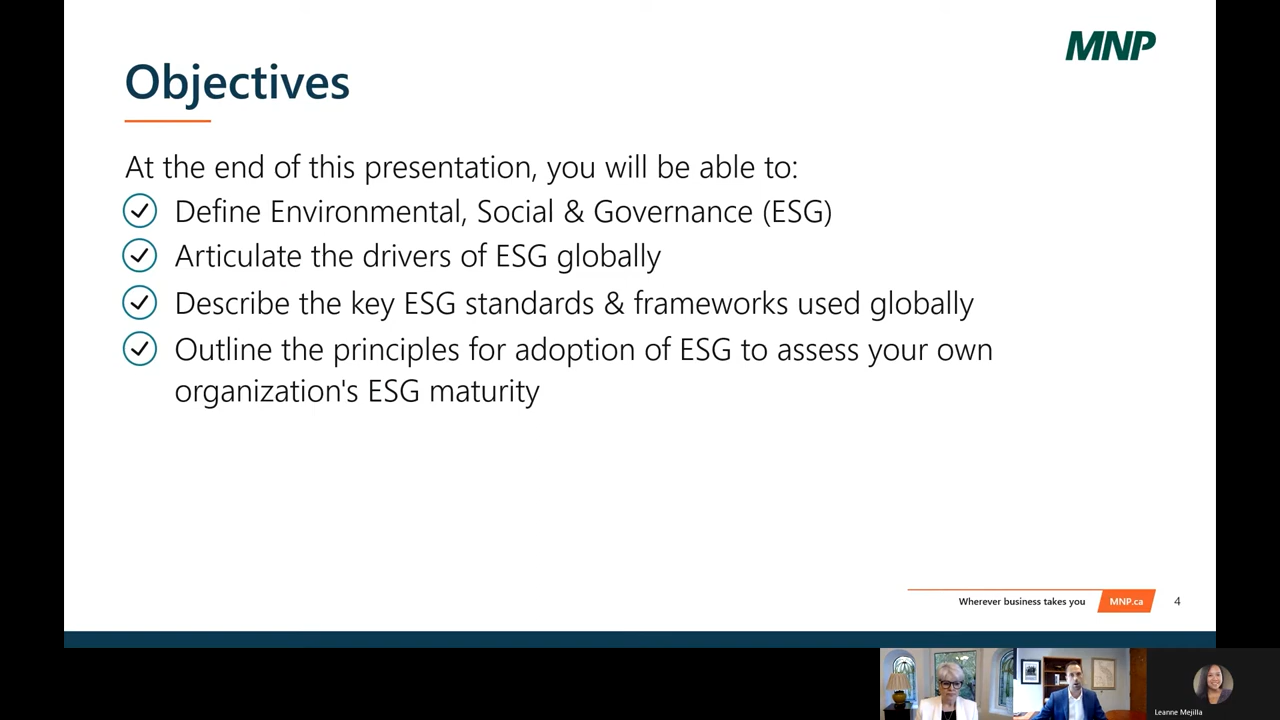 MNP
Objectives
At the end of this presentation, you will be able to:
Define Environmental, Social & Governance (ESG)
Articulate the drivers of ESG globally
Describe the key ESG standards & frameworks used globally
Outline the principles for adoption of ESG to assess your own
organization's ESG maturity
Wherever business takes you
MNP.ca
4
Leanne Mejilla